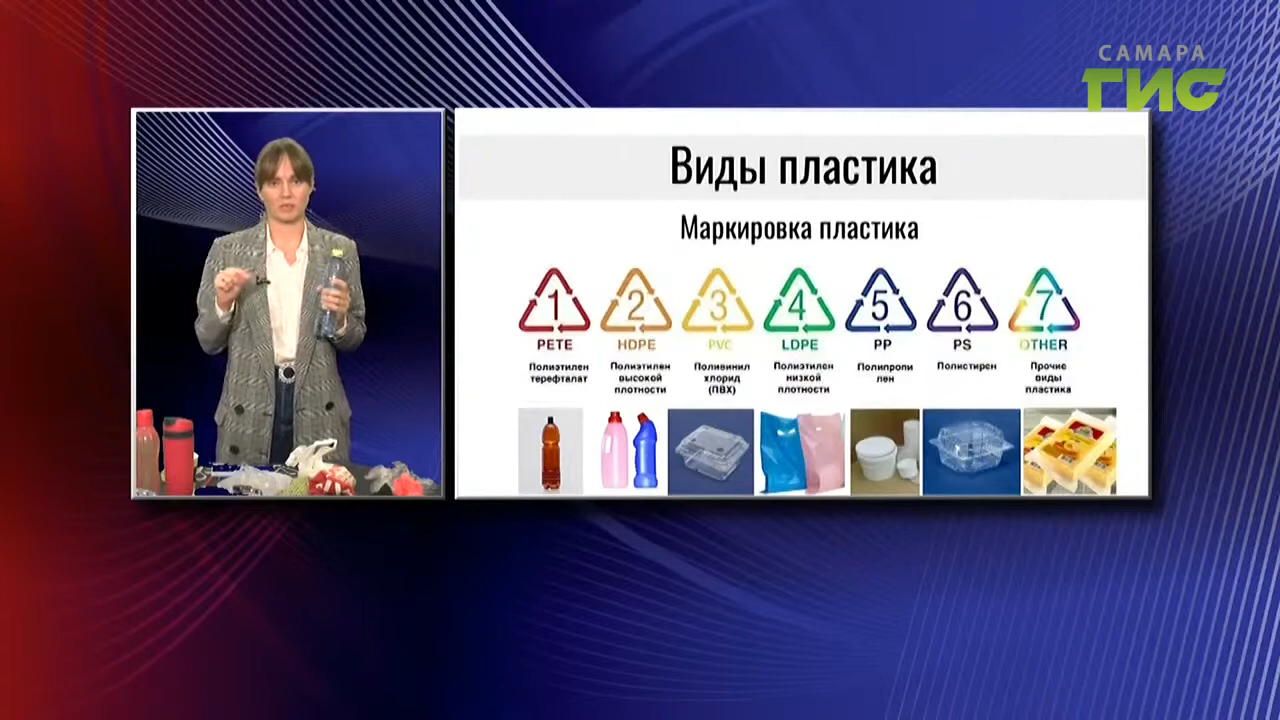 САМАРА
ГИС
Виды пластика
Маркировка пластика
1 2 3 4 5 6 7
PETE HDPE PVC LDPE PP PS OTHER
Полиэтилен терефталат
Полиэтилен высокой плотности
Поливинил хлорид (ПВХ)
Полиэтилен низкой плотности
Полипропи лен
Полистирен
Прочие виды пластика